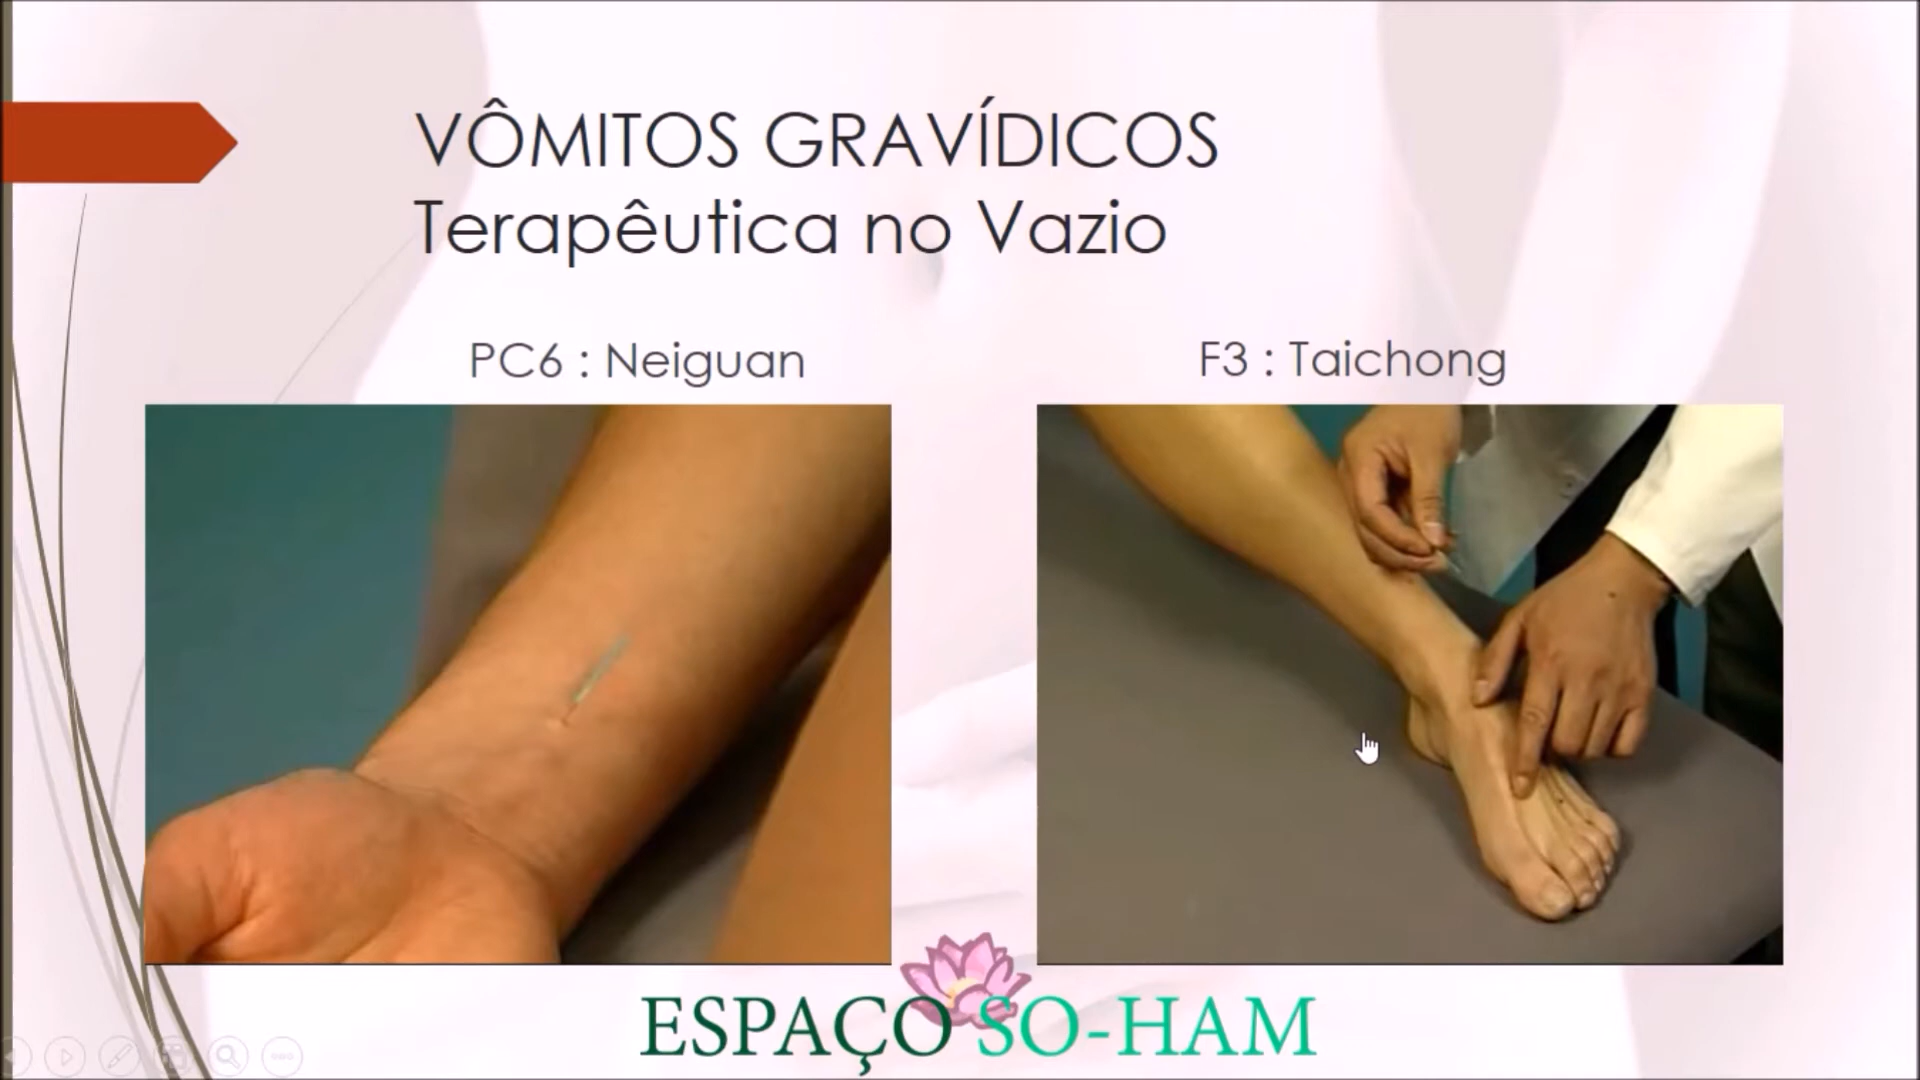 VÔMITOS GRAVÍDICOS
Terapêutica no Vazio
PC6 : Neiguan
F3 : Taichong
ESPAÇO SO-HAM